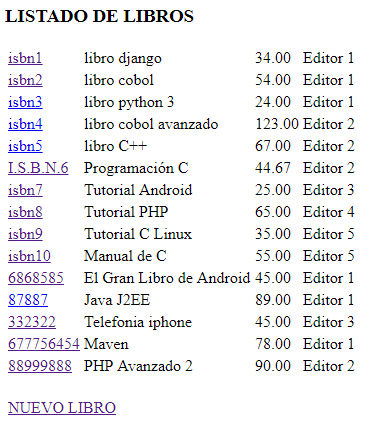 LISTADO DE LIBROS
isbn1 libro django 34.00 Editor 1
isbn2 libro cobol 54.00 Editor 1
isbn3 libro python 3 24.00 Editor 1
isbn4 libro cobol avanzado 123.00 Editor 2
isbn5 libro C++ 67.00 Editor 2
I.S.B.N.6 Programación C 44.67 Editor 2
isbn7 Tutorial Android 25.00 Editor 3
isbn8 Tutorial PHP 65.00 Editor 4
isbn9 Tutorial C Linux 35.00 Editor 5
isbn10 Manual de C 55.00 Editor 5
6868585 El Gran Libro de Android 45.00 Editor 1
87887 Java J2EE 89.00 Editor 1
332322 Telefonia iphone 45.00 Editor 3
677756454 Maven 78.00 Editor 1
88999888 PHP Avanzado 2 90.00 Editor 2
NUEVO LIBRO